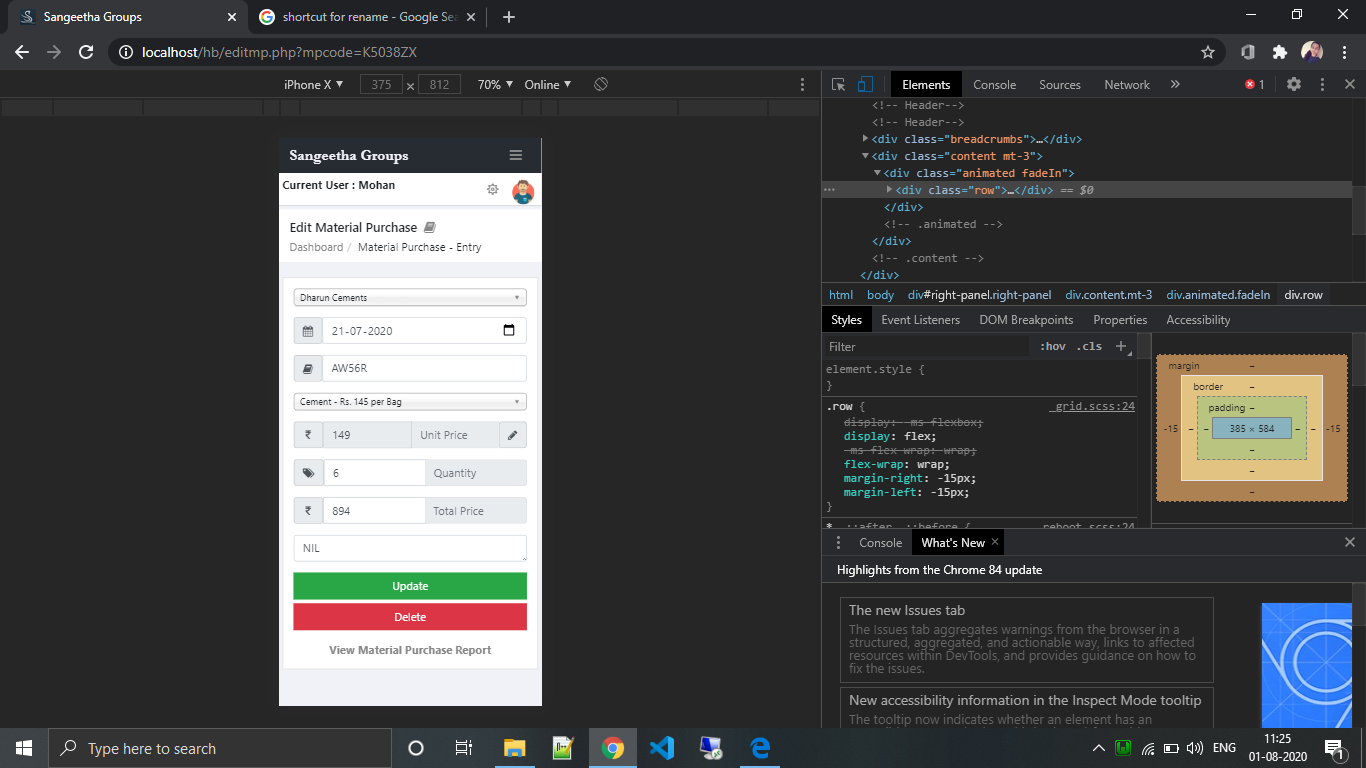 Sangeetha Groups
shortcut for rename - Google Sea
localhost/hb/editmp.php?mpcode=K5038ZX
iPhone X ▼ 375 × 812 70% ▼ Online ▼
Elements Console Sources Network » 1
Sangeetha Groups
Current User : Mohan
Edit Material Purchase
Dashboard / Material Purchase - Entry
Dharun Cements
21-07-2020
AW56R
Cement - Rs. 145 per Bag
₹ 149 Unit Price
6 Quantity
₹ 894 Total Price
NIL
Update
Delete
View Material Purchase Report
<!-- Header-->
<!-- Header-->
<div class="breadcrumbs">…</div>
<div class="content mt-3">
<div class="animated fadeIn">
<div class="row">…</div> == $0
</div>
<!-- .animated -->
</div>
<!-- .content -->
</div>
html body div#right-panel.right-panel div.content.mt-3 div.animated.fadeIn div.row
Styles Event Listeners DOM Breakpoints Properties Accessibility
Filter :hov .cls +
element.style {
}
.row { _grid.scss:24
display: -ms-flexbox;
display: flex;
-ms-flex-wrap: wrap;
flex-wrap: wrap;
margin-right: -15px;
margin-left: -15px;
}
*, ::after, ::before { reboot.scss:24
margin –
border –
padding –
-15 – – 385 × 584 – – -15
–
–
–
Console What's New ×
Highlights from the Chrome 84 update
The new Issues tab
The Issues tab aggregates warnings from the browser in a
structured, aggregated, and actionable way, links to affected
resources within DevTools, and provides guidance on how to
fix the issues.
New accessibility information in the Inspect Mode tooltip
The tooltip now indicates whether an element has an
Type here to search
ENG
11:25
01-08-2020
1